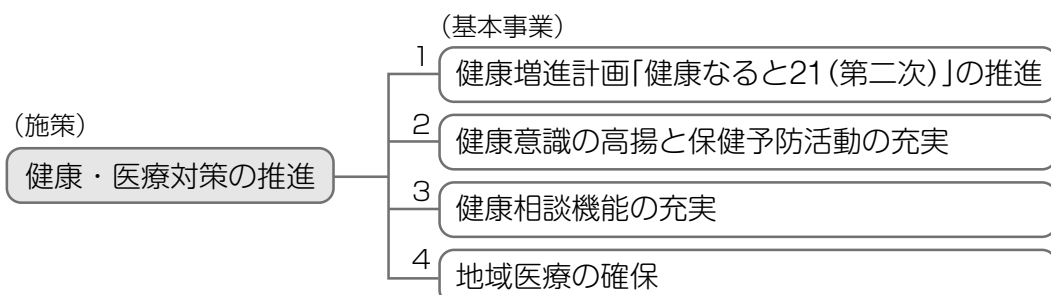 （基本事業）
1 健康増進計画｢健康なると21（第二次）｣の推進
（施策）
2 健康意識の高揚と保健予防活動の充実
健康・医療対策の推進
3 健康相談機能の充実
4 地域医療の確保